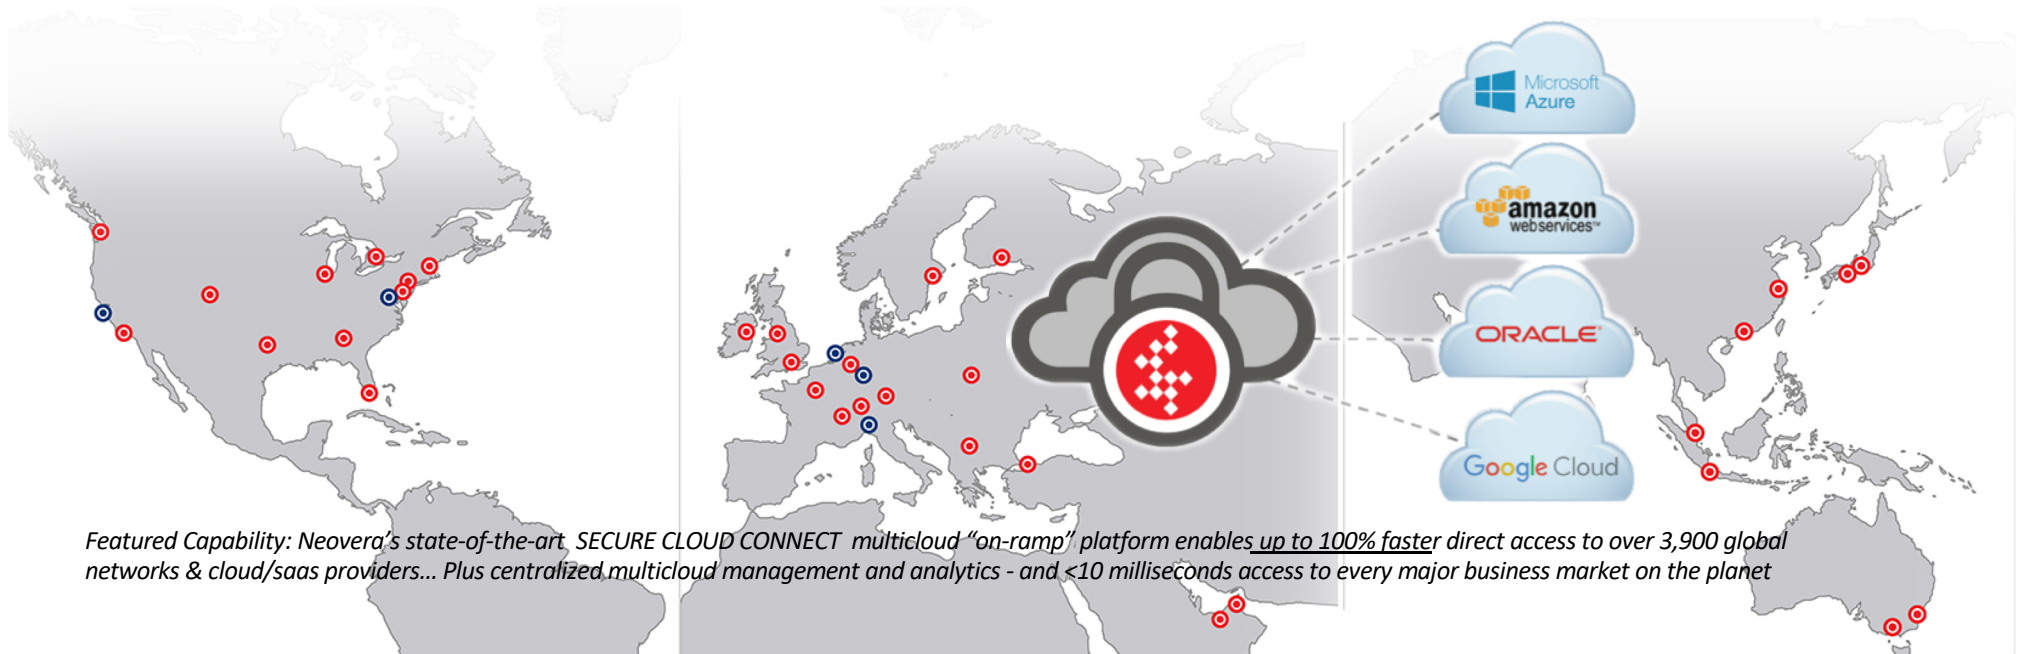 Microsoft
Azure
amazon
webservices™
ORACLE®
Google Cloud
Featured Capability: Neovera's state-of-the-art SECURE CLOUD CONNECT multicloud “on-ramp” platform enables up to 100% faster direct access to over 3,900 global
networks & cloud/saas providers... Plus centralized multicloud management and analytics - and <10 milliseconds access to every major business market on the planet